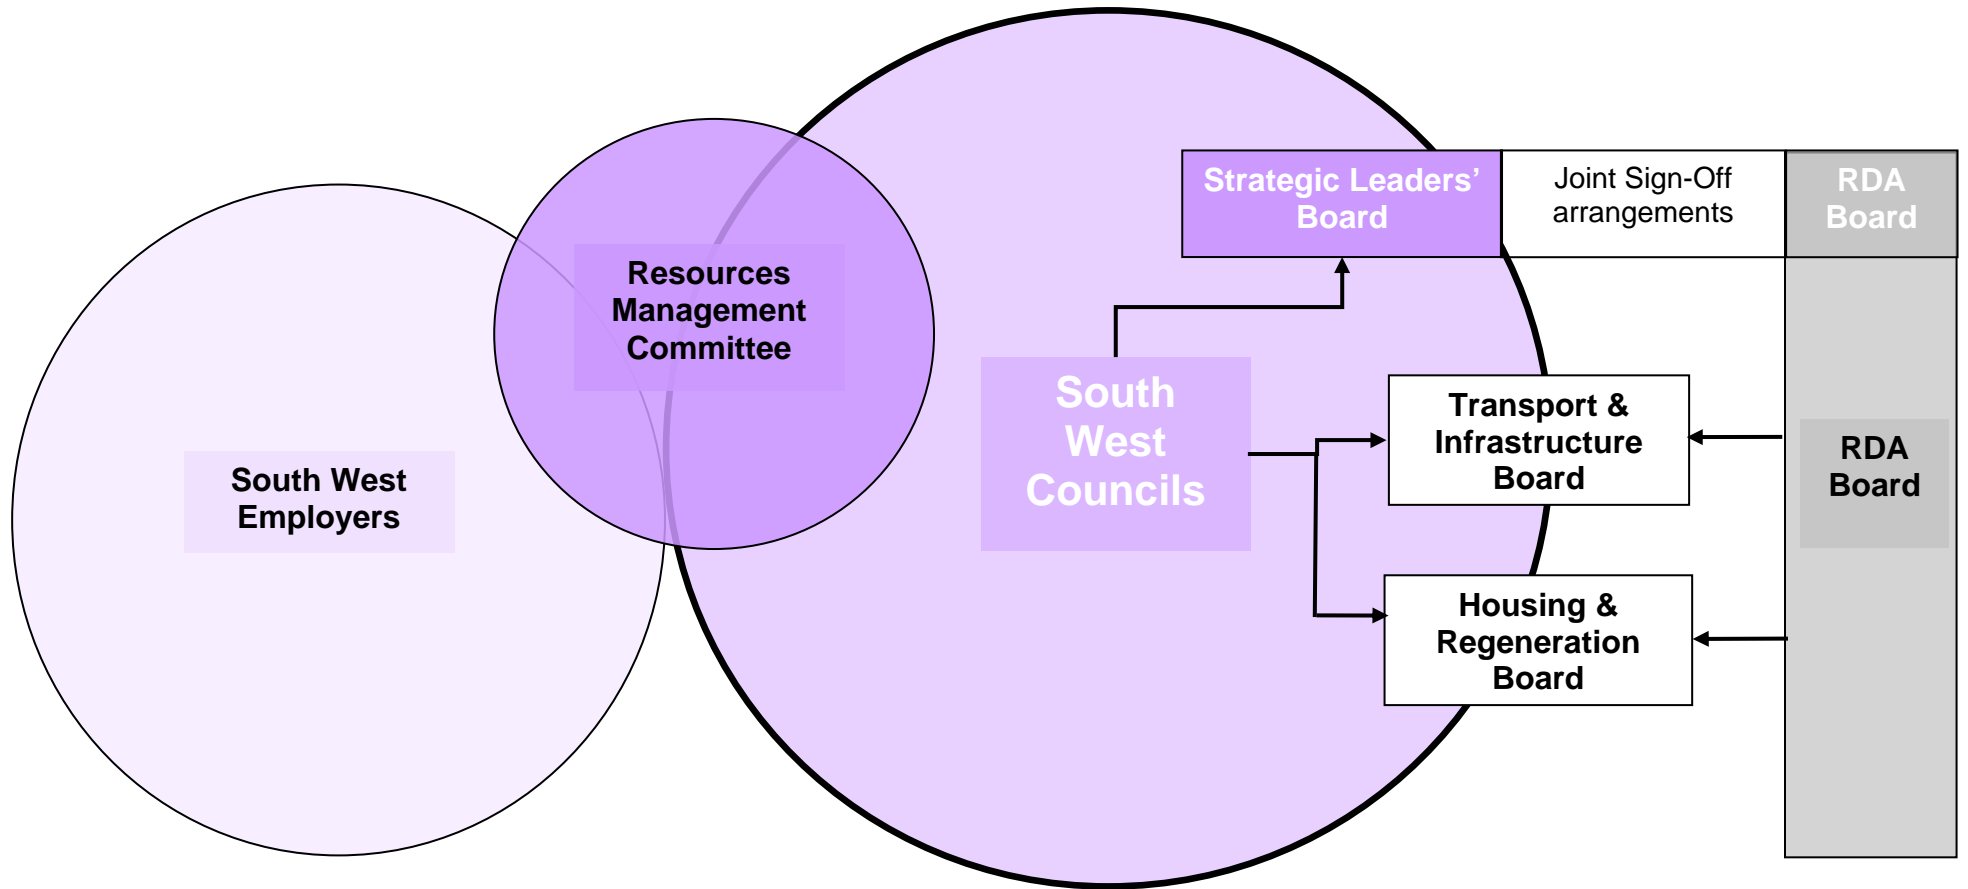 Strategic Leaders’
Board
Joint Sign-Off
arrangements
RDA
Board
Resources
Management
Committee
South
West
Councils
Transport &
Infrastructure
Board
RDA
Board
South West
Employers
Housing &
Regeneration
Board